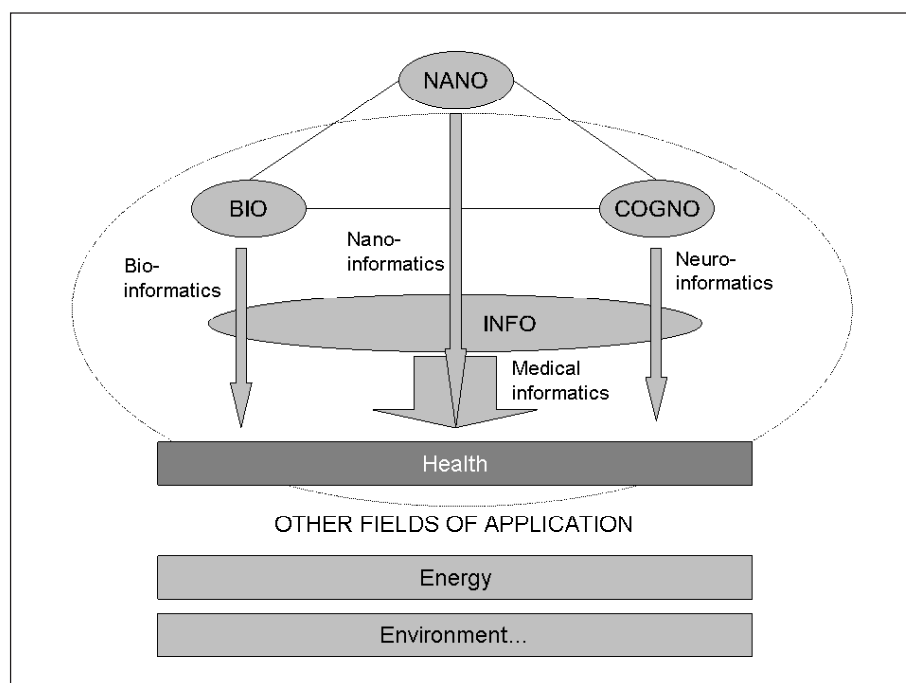 NANO
BIO
COGNO
Bio-
informatics
Nano-
informatics
Neuro-
informatics
INFO
Medical
informatics
Health
OTHER FIELDS OF APPLICATION
Energy
Environment...